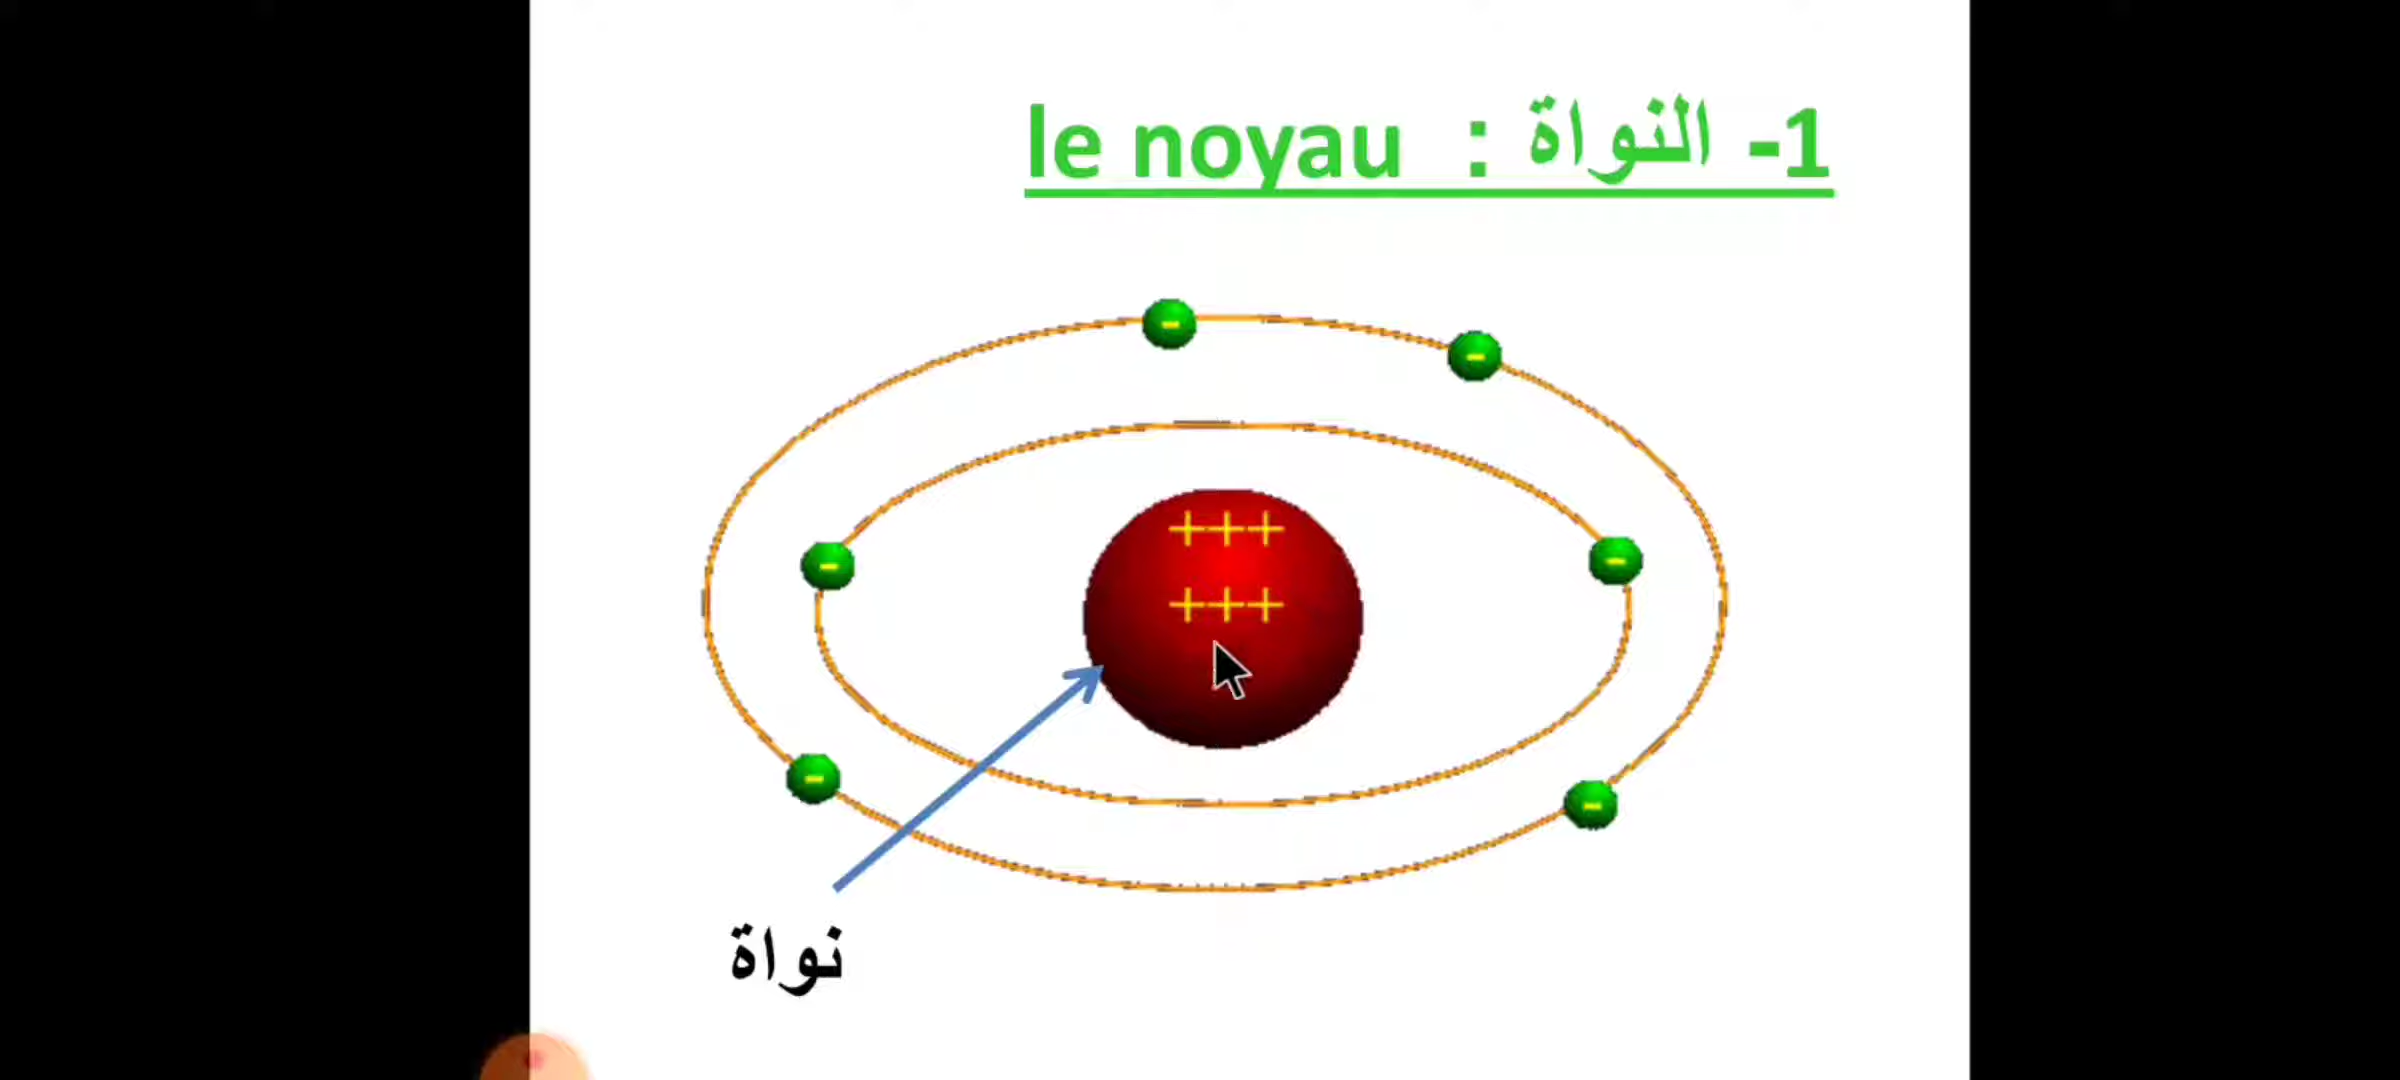 1- النواة : le noyau
- -
+++
- -
+++
- -
نواة